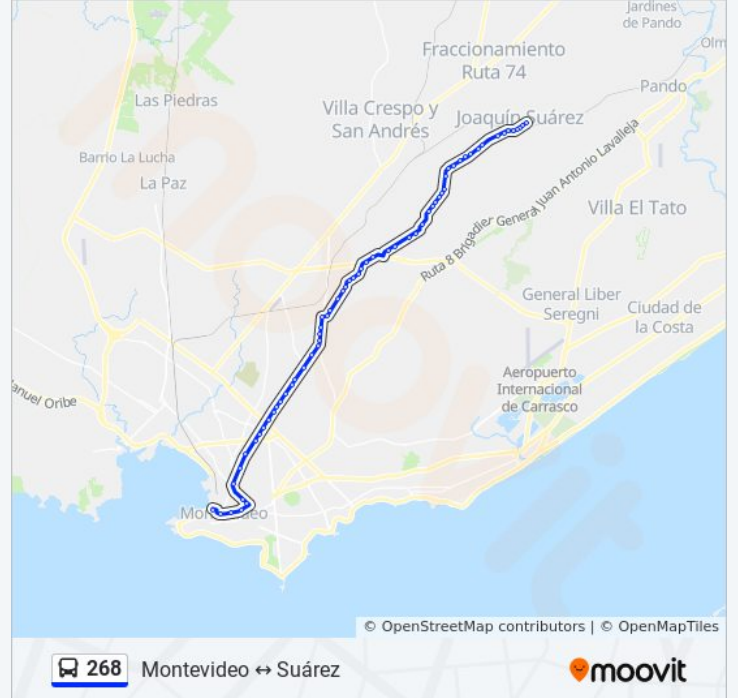 Jardines
de Pando
Olm
Fraccionamiento
Ruta 74
Pando
Las Piedras
Villa Crespo y
San Andrés
Joaquín Suárez
Barrio La Lucha
La Paz
Ruta 8 Brigadier General Juan Antonio Lavalleja
Villa El Tato
General Liber
Seregni
Ciudad de
la Costa
Aeropuerto
Internacional
de Carrasco
anuel Oribe
Montevideo
moovit
© OpenStreetMap contributors | © OpenMapTiles
268 Montevideo ↔ Suárez
moovit